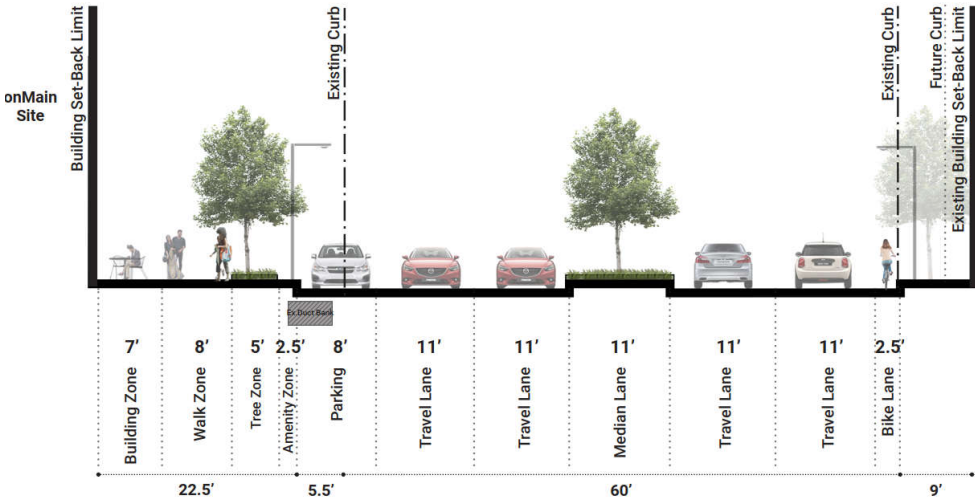 Building Set-Back Limit
onMain
Site
Existing Curb
Existing Curb
Future Curb
Existing Building Set-Back Limit
Ex.Duct Bank
7’ 8’ 5’ 2.5’ 8’ 11’ 11’ 11’ 11’ 11’ 2.5’
Building Zone
Walk Zone
Tree Zone
Amenity Zone
Parking
Travel Lane
Travel Lane
Median Lane
Travel Lane
Travel Lane
Bike Lane
22.5’ 5.5’ 60’ 9’